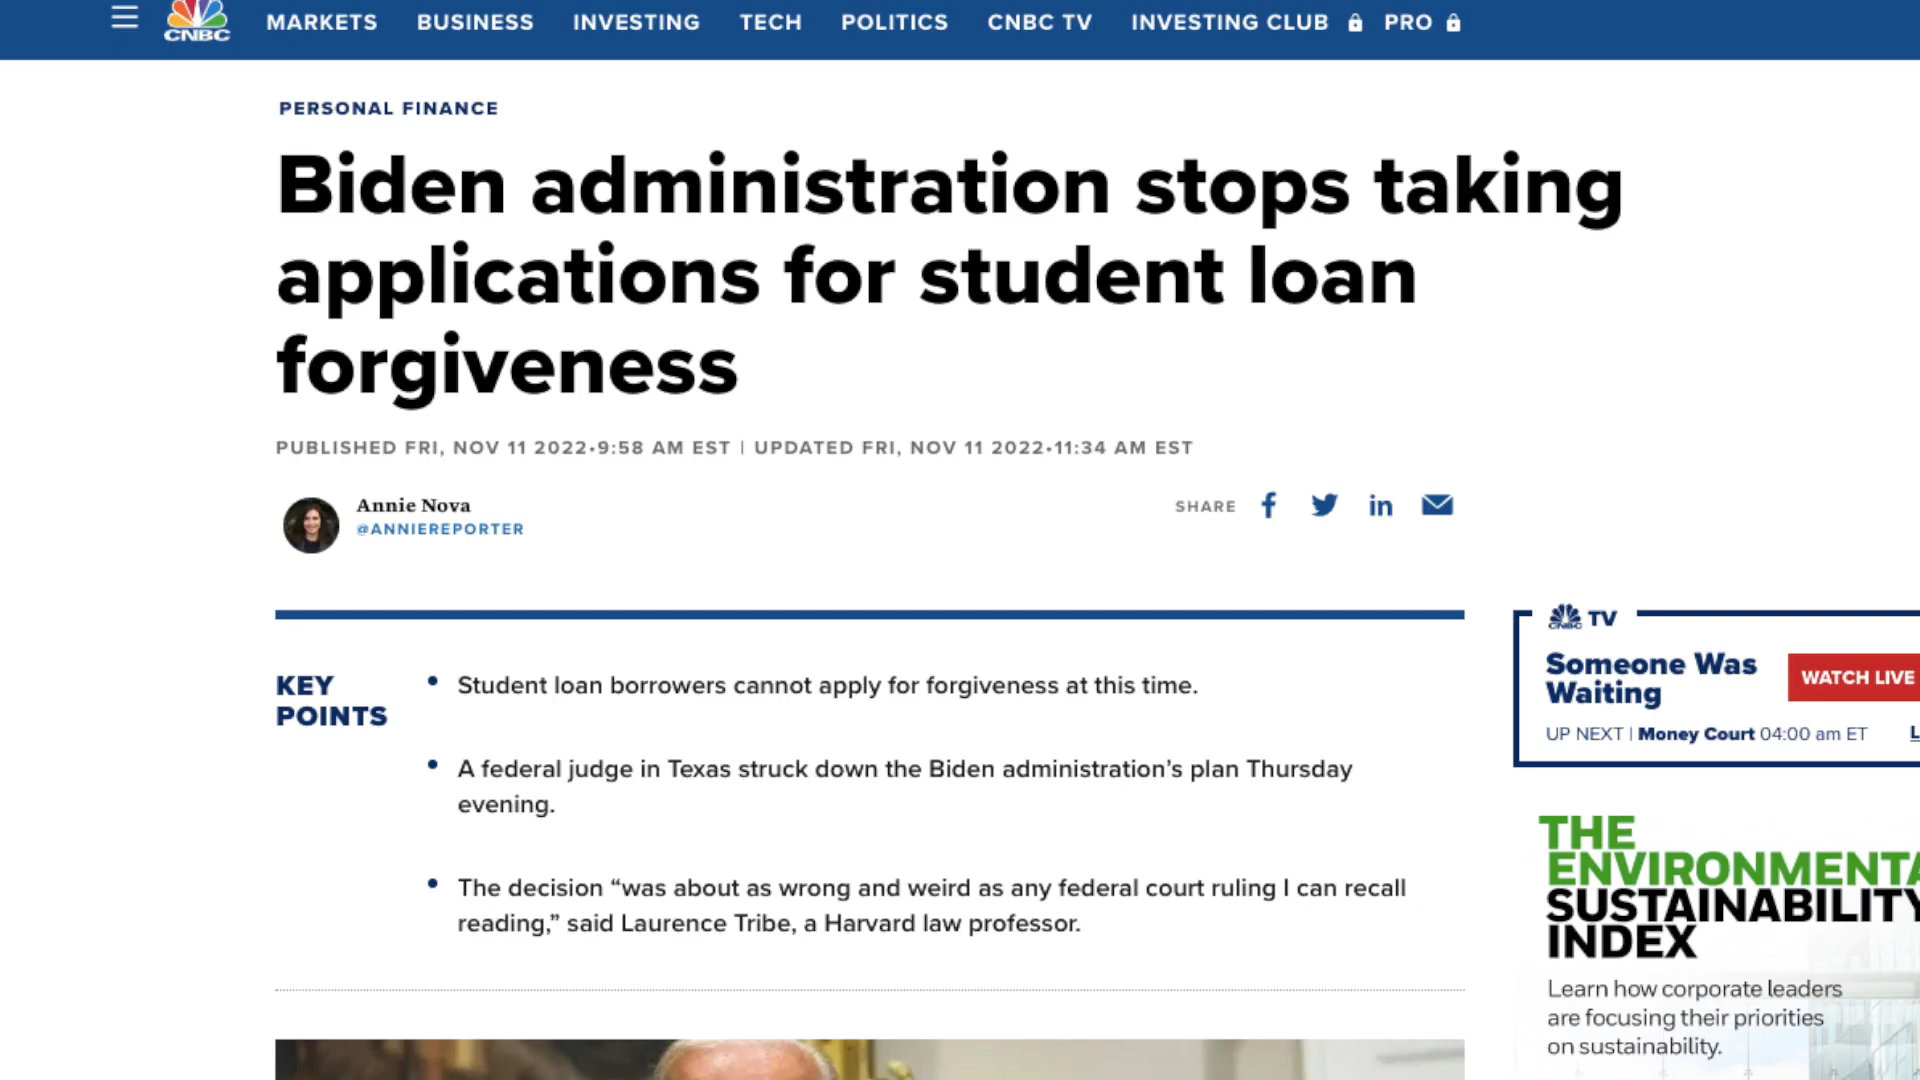 CNBC
MARKETS BUSINESS INVESTING TECH POLITICS CNBC TV INVESTING CLUB PRO
PERSONAL FINANCE
Biden administration stops taking
applications for student loan
forgiveness
PUBLISHED FRI, NOV 11 2022•9:58 AM EST | UPDATED FRI, NOV 11 2022•11:34 AM EST
Annie Nova
@ANNIEREPORTER
SHARE
KEY
POINTS
• Student loan borrowers cannot apply for forgiveness at this time.
• A federal judge in Texas struck down the Biden administration’s plan Thursday
evening.
• The decision “was about as wrong and weird as any federal court ruling I can recall
reading,” said Laurence Tribe, a Harvard law professor.
CNBC TV
Someone Was
Waiting
WATCH LIVE
UP NEXT | Money Court 04:00 am ET
L
THE
ENVIRONMENTA
SUSTAINABILITY
INDEX
Learn how corporate leaders
are focusing their priorities
on sustainability.